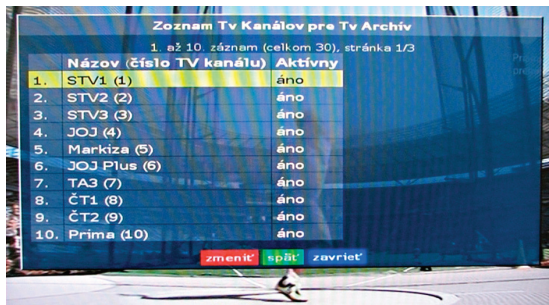 Zoznam Tv Kanálov pre Tv Archív
1. až 10. záznam (celkom 30), stránka 1/3
Názov (číslo TV kanálu) Aktívny
1. STV1 (1) áno
2. STV2 (2) áno
3. STV3 (3) áno
4. JOJ (4) áno
5. Markiza (5) áno
6. JOJ Plus (6) áno
7. TA3 (7) áno
8. ČT1 (8) áno
9. ČT2 (9) áno
10. Prima (10) áno
zmeniť späť zavrieť